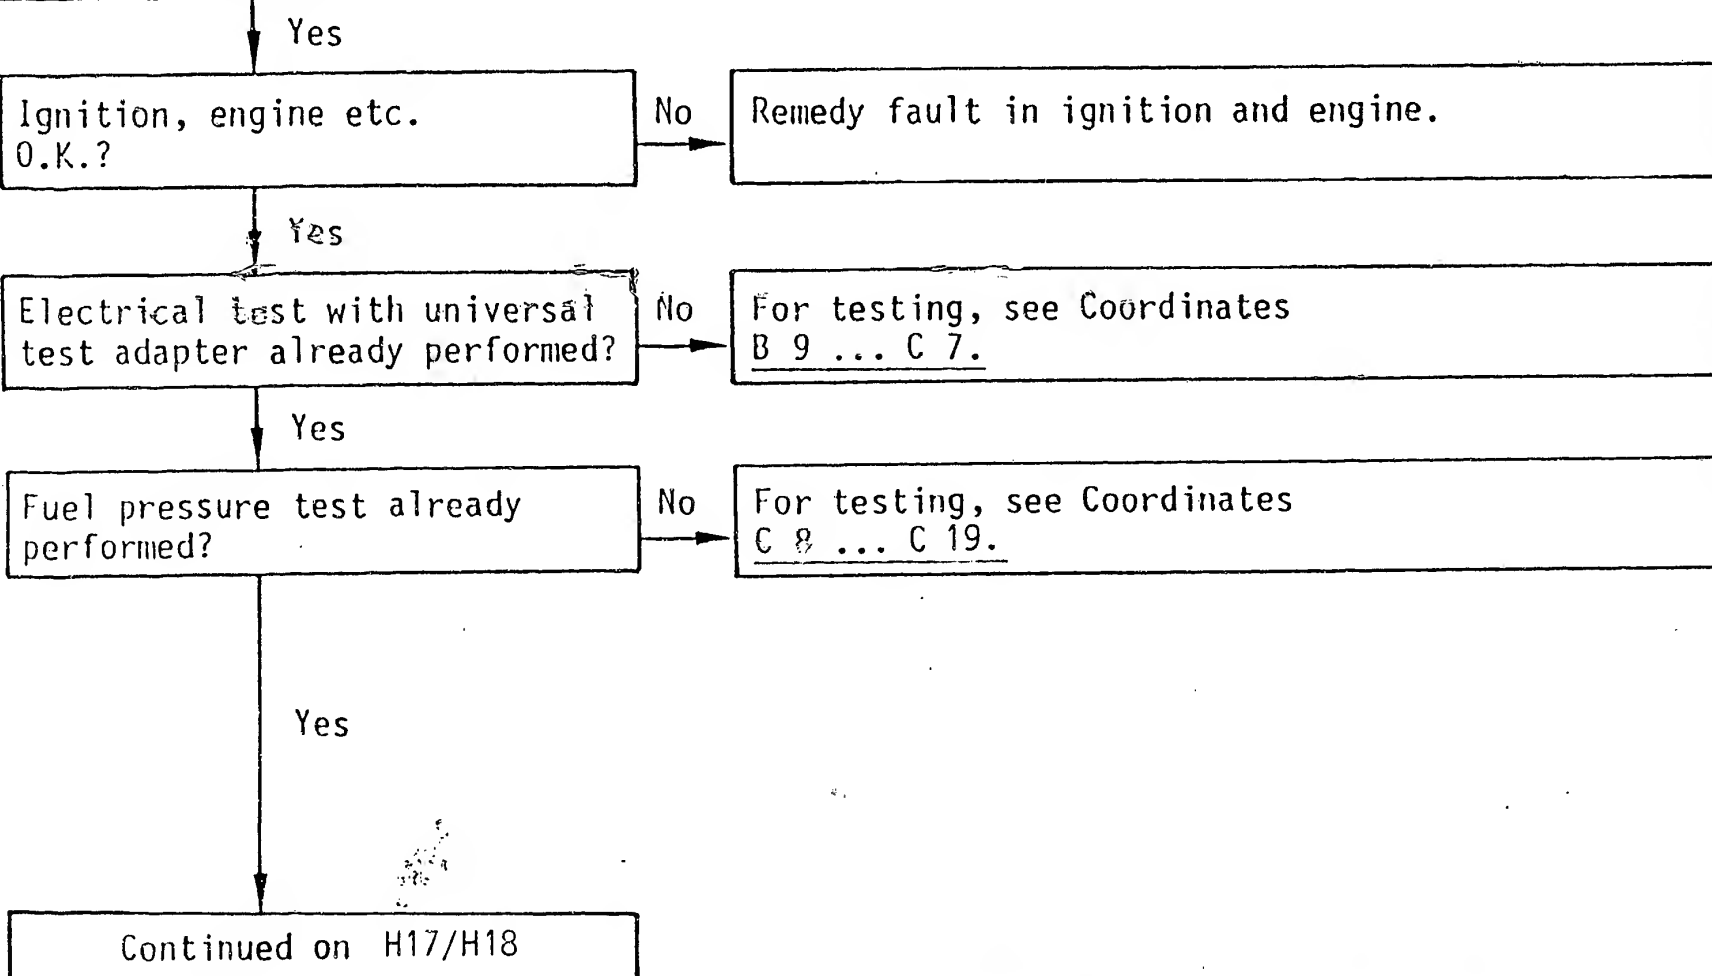 Yes
Ignition, engine etc.
O.K.?
No
Remedy fault in ignition and engine.
Yes
Electrical test with universal
test adapter already performed?
No
For testing, see Coordinates
B 9 ... C 7.
Yes
Fuel pressure test already
performed?
No
For testing, see Coordinates
C 8 ... C 19.
Yes
Continued on H17/H18